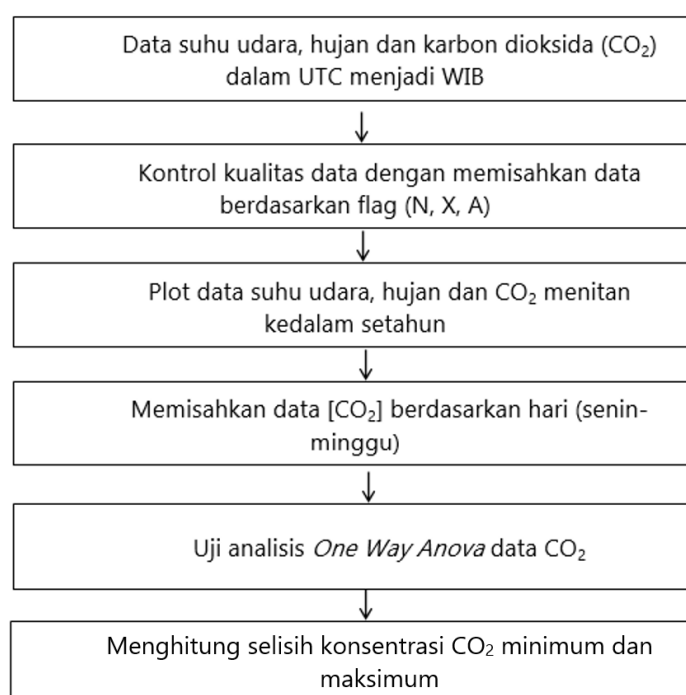 Data suhu udara, hujan dan karbon dioksida (CO₂)
dalam UTC menjadi WIB
Kontrol kualitas data dengan memisahkan data
berdasarkan flag (N, X, A)
Plot data suhu udara, hujan dan CO₂ menitan
kedalam setahun
Memisahkan data [CO₂] berdasarkan hari (senin-
minggu)
Uji analisis One Way Anova data CO₂
Menghitung selisih konsentrasi CO₂ minimum dan
maksimum